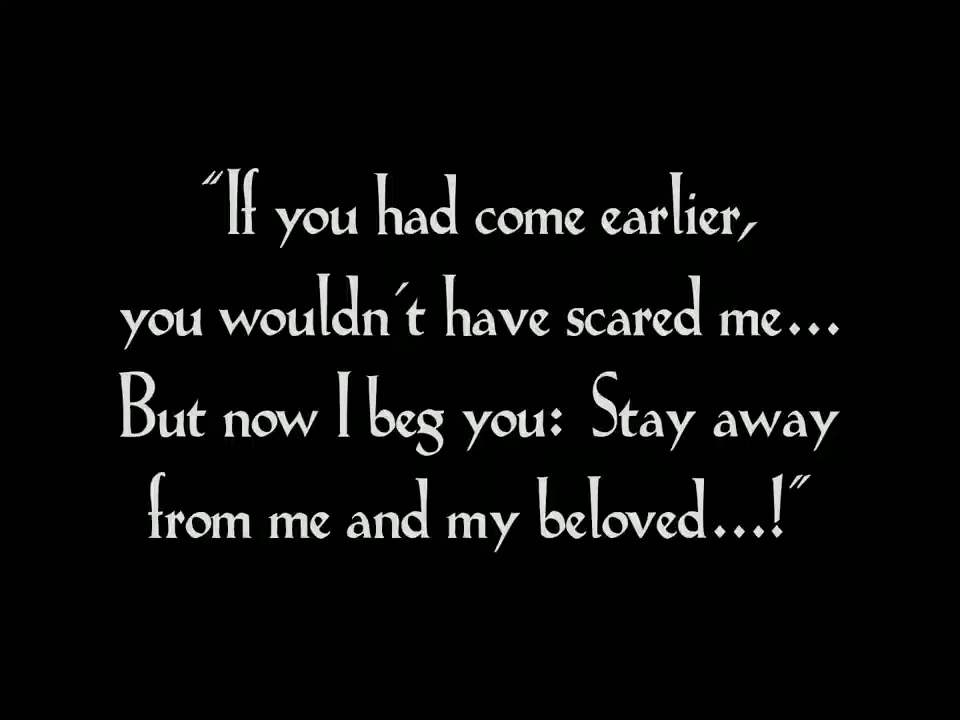 "If you had come earlier,
you wouldn´t have scared me...
But now I beg you: Stay away
from me and my beloved...!"